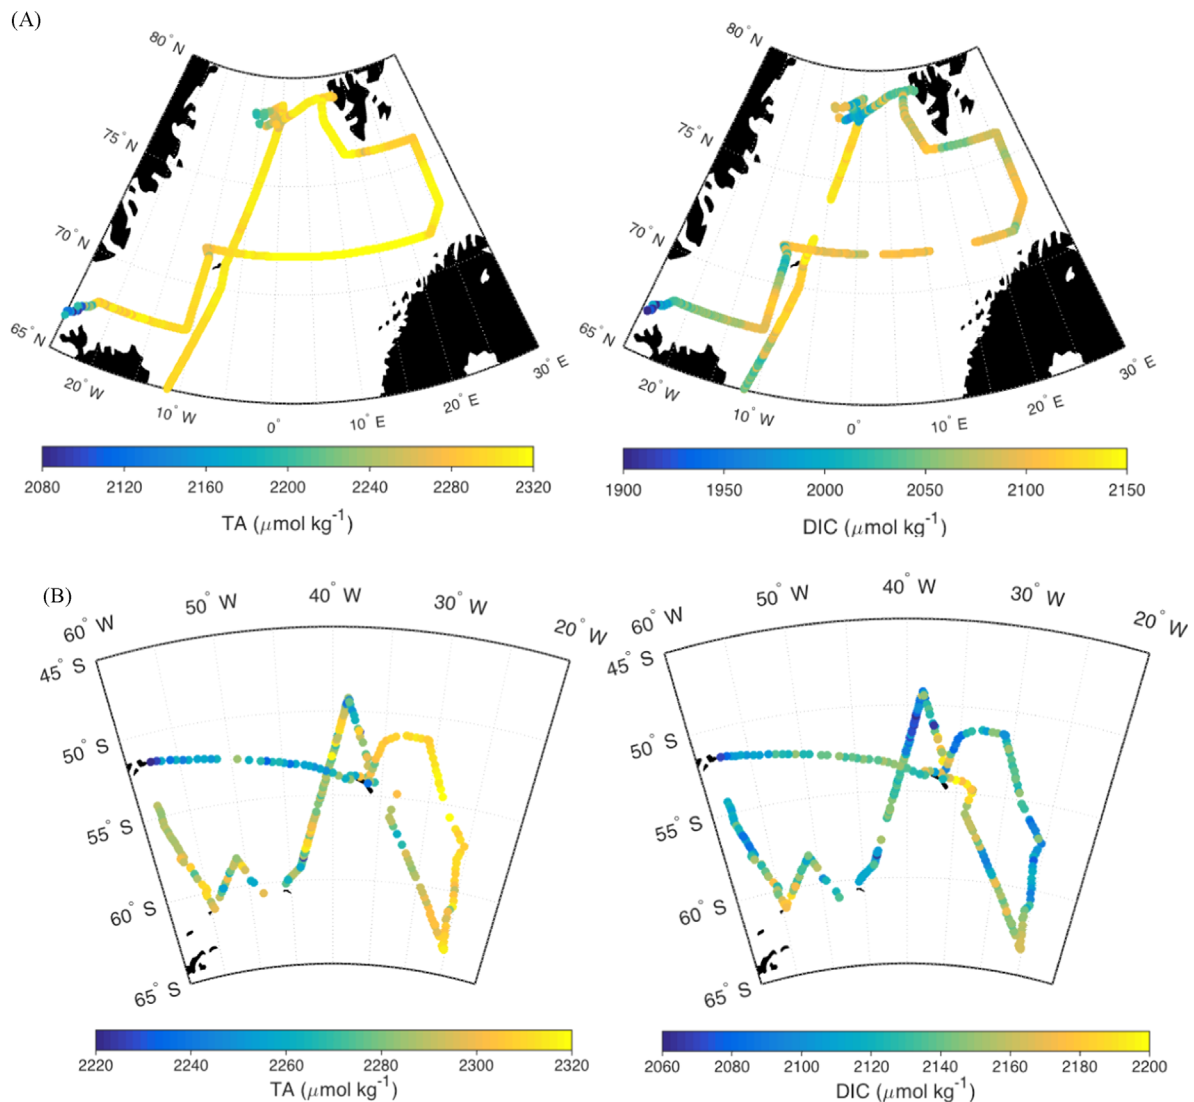 (A)
80° N
75° N
70° N
65° N
20° W
10° W
0°
10° E
20° E
30° E
2080 2120 2160 2200 2240 2280 2320
TA (μmol kg-1)
80° N
75° N
70° N
65° N
20° W
10° W
0°
10° E
20° E
30° E
1900 1950 2000 2050 2100 2150
DIC (μmol kg-1)
(B)
60° W
50° W
40° W
30° W
20° W
45° S
50° S
55° S
60° S
65° S
2220 2240 2260 2280 2300 2320
TA (μmol kg-1)
60° W
50° W
40° W
30° W
20° W
45° S
50° S
55° S
60° S
65° S
2060 2080 2100 2120 2140 2160 2180 2200
DIC (μmol kg-1)